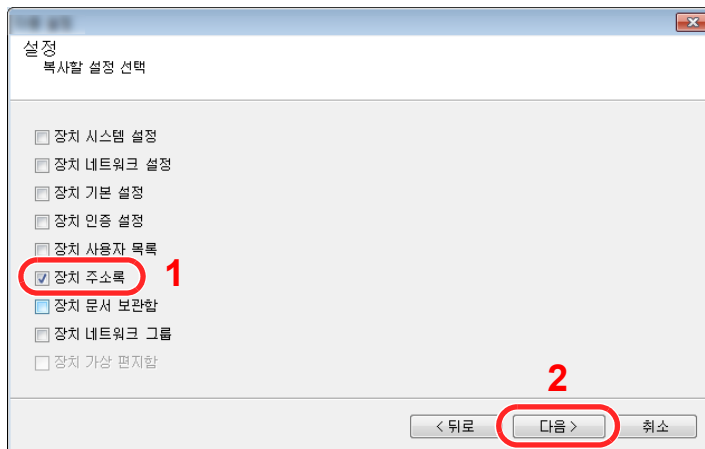 설정
복사할 설정 선택
장치 시스템 설정
장치 네트워크 설정
장치 기본 설정
장치 인증 설정
장치 사용자 목록
장치 주소록 1
장치 문서 보관함
장치 네트워크 그룹
장치 가상 편지함
2
< 뒤로 다음 > 취소